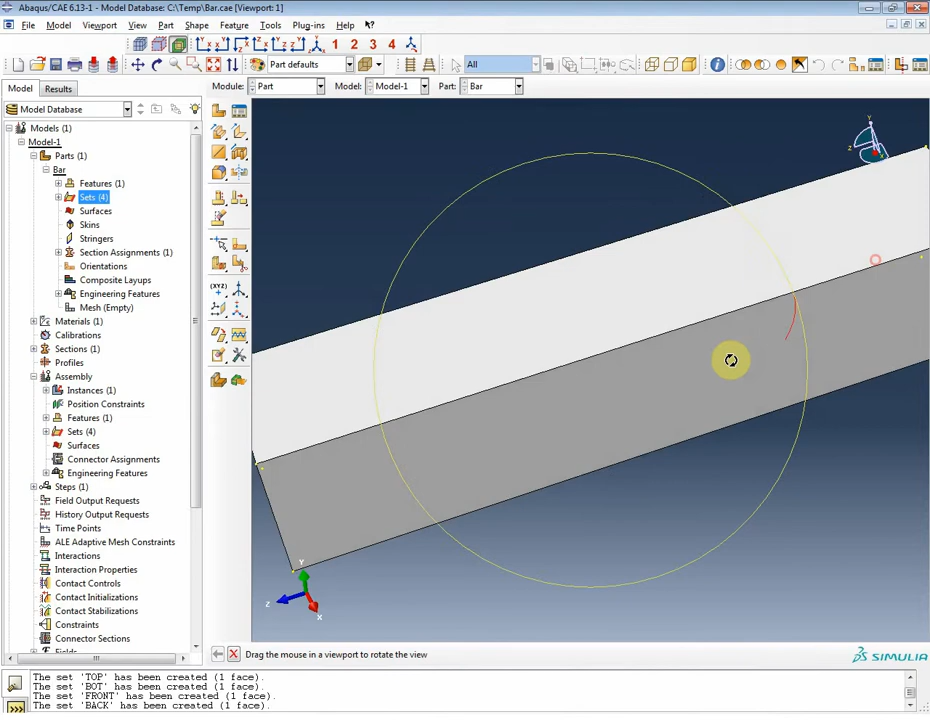 Abaqus/CAE 6.13-1 - Model Database: C:\Temp\Bar.cae [Viewport: 1]
File Model Viewport View Part Shape Feature Tools Plug-ins Help
1 2 3 4
Part defaults All
Model Results Module: Part Model: Model-1 Part: Bar
Model Database
Models (1)
Model-1
Parts (1)
Bar
Features (1)
Sets (4)
Surfaces
Skins
Stringers
Section Assignments (1)
Orientations
Composite Layups
Engineering Features
Mesh (Empty)
Materials (1)
Calibrations
Sections (1)
Profiles
Assembly
Instances (1)
Position Constraints
Features (1)
Sets (4)
Surfaces
Connector Assignments
Engineering Features
Steps (1)
Field Output Requests
History Output Requests
Time Points
ALE Adaptive Mesh Constraints
Interactions
Interaction Properties
Contact Controls
Contact Initializations
Contact Stabilizations
Constraints
Connector Sections
Fields
(XYZ)
Y
Z
X
Y
Z
X
Drag the mouse in a viewport to rotate the view
SIMULIA
The set 'TOP' has been created (1 face).
The set 'BOT' has been created (1 face).
The set 'FRONT' has been created (1 face).
The set 'BACK' has been created (1 face).
>>>